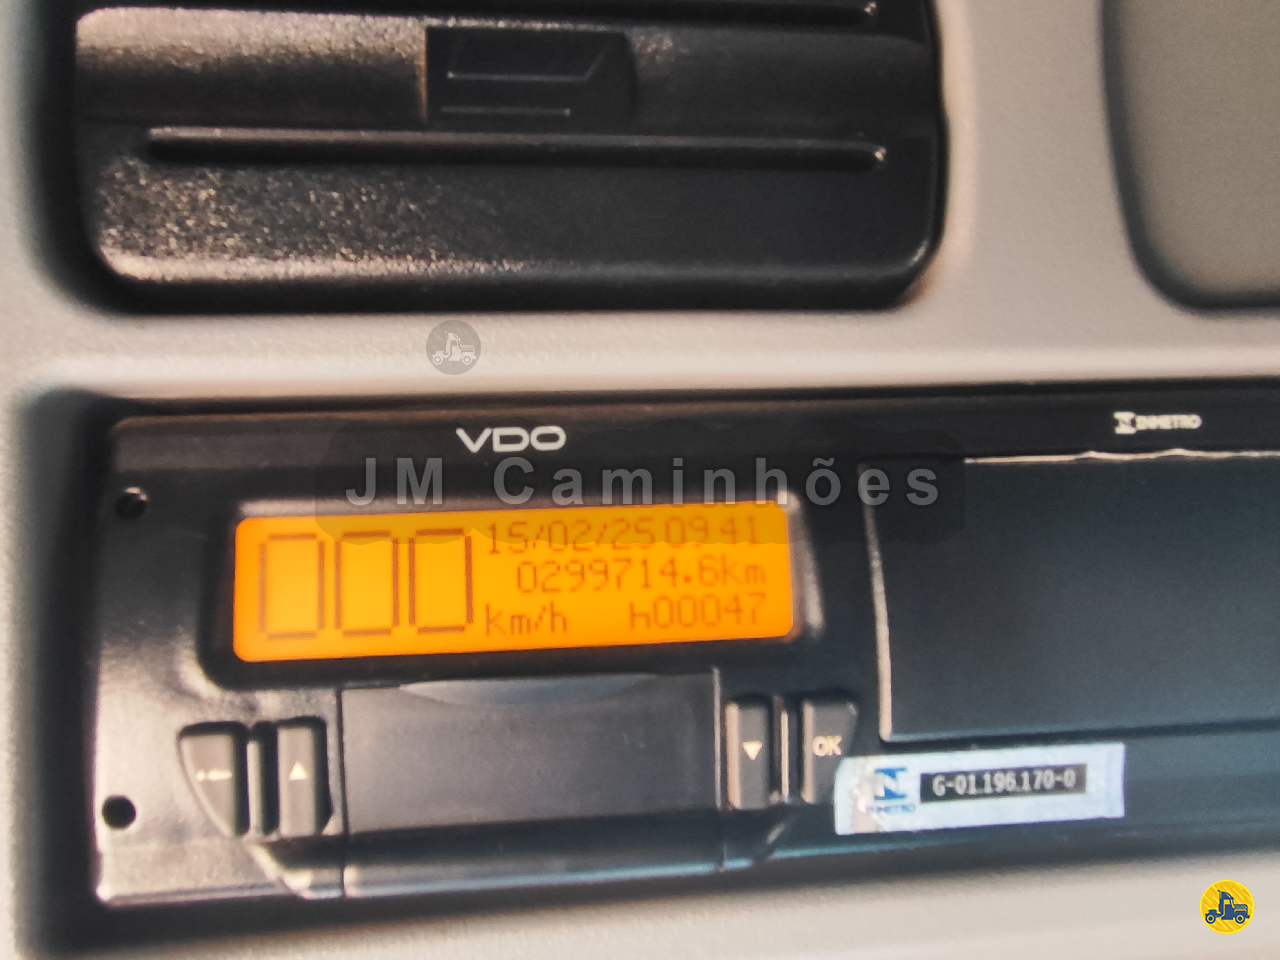 VDO
INMETRO
JM Caminhões
000
15/02/25 09:41
0299714.6km
km/h h00047
OK
INMETRO
G-01.196.170-0